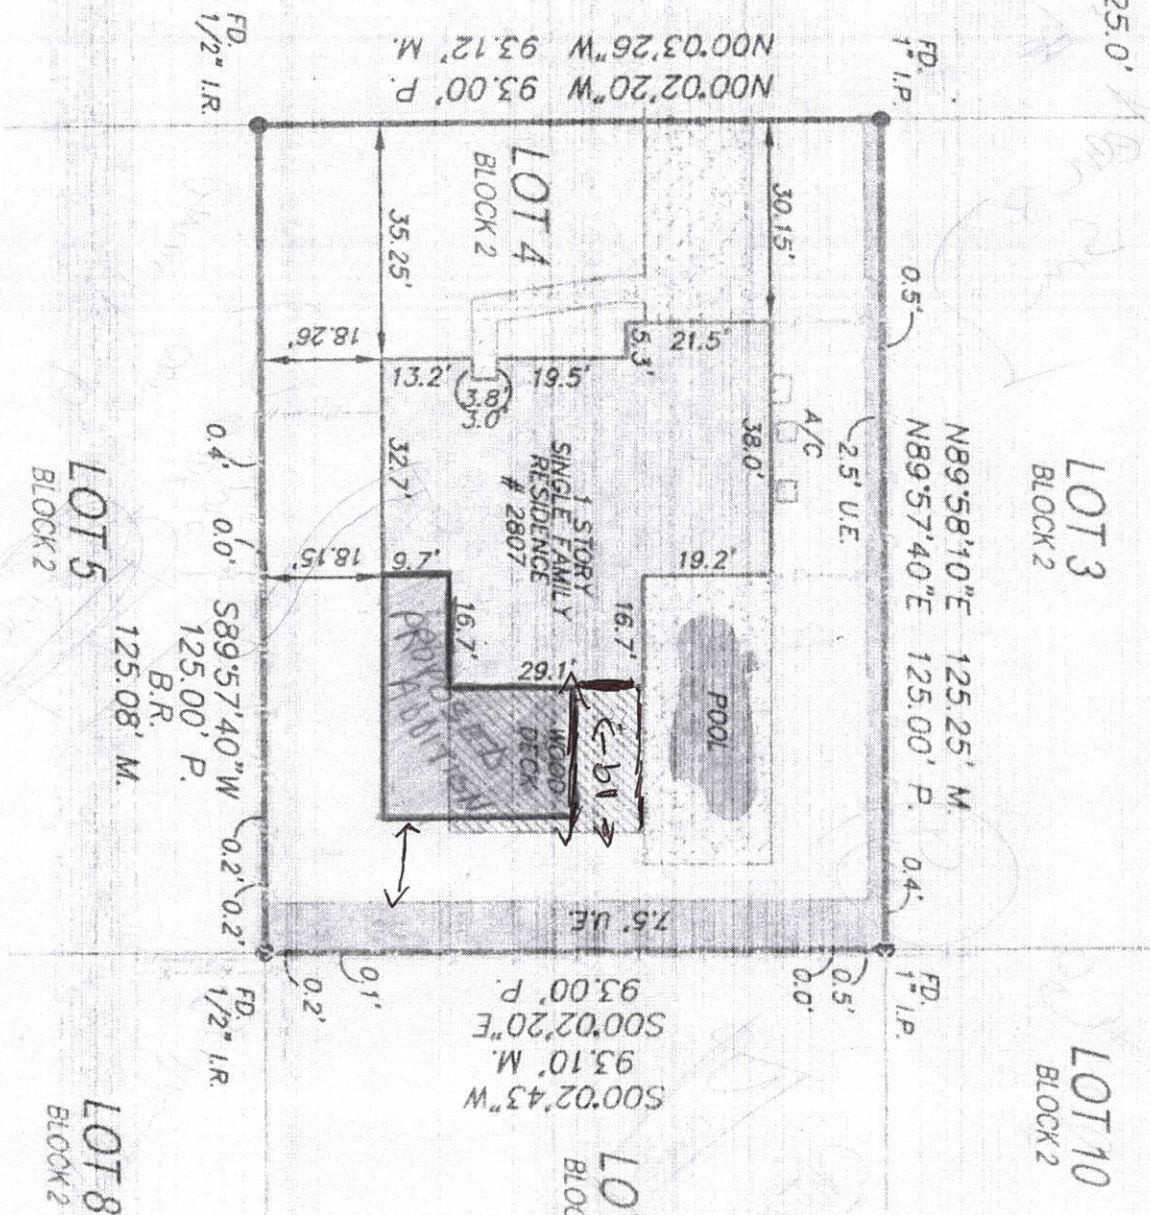 25.0'
FD.
1/2" I.R.
N00°03'26"W 93.12' M.
N00°02'20"W 93.00' P.
FD.
1" I.P.
LOT 4
BLOCK 2
35.25'
30.15'
0.5'
18.26'
13.2'
3.8'
3.0'
19.5'
5.3'
21.5'
A/C
2.5' U.E.
38.0'
32.7'
1 STORY
SINGLE FAMILY
RESIDENCE
# 2807
N89°58'10"E 125.25' M.
N89°57'40"E 125.00' P.
LOT 3
BLOCK 2
LOT 5
BLOCK 2
0.4'
0.0'
18.15'
9.7'
16.7'
29.1'
16.7'
19.2'
POOL
PROPOSED
ADDITION
WOOD
DECK
S89°57'40"W
125.00' P.
B.R.
125.08' M.
0.2'
0.2'
0.4'
7.5' U.E.
FD.
1/2" I.R.
0.2'
0.1'
0.0'
0.5'
FD.
1" I.P.
93.00' P.
S00°02'20"E
93.10' M.
S00°02'43"W
LOT 10
BLOCK 2
LOT 8
BLOCK 2
LO
BLOC